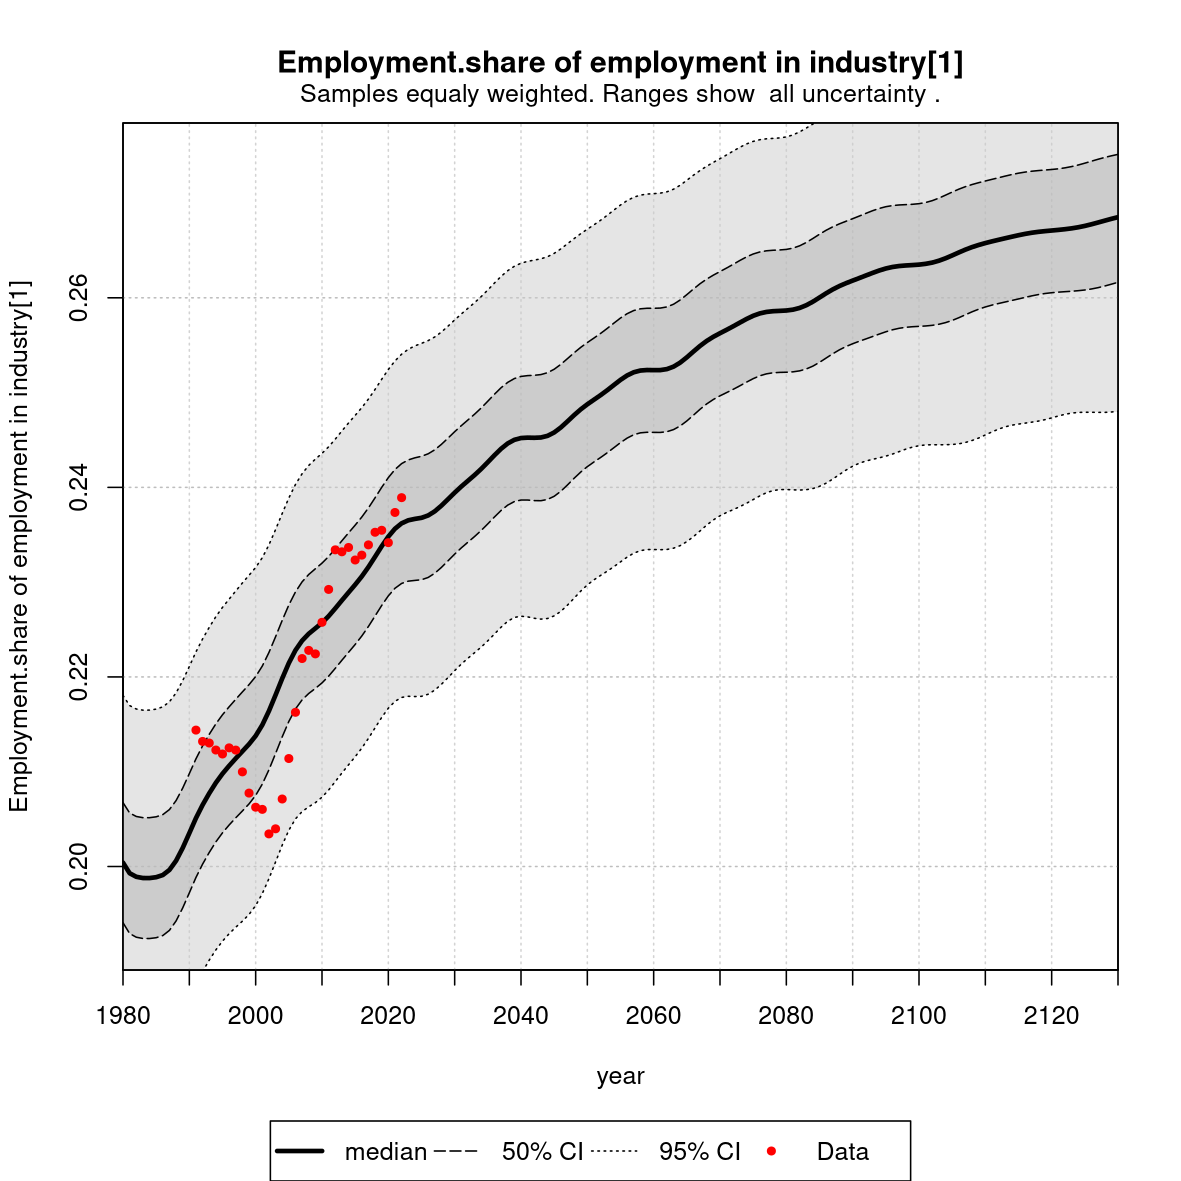 Employment.share of employment in industry[1]
Samples equaly weighted. Ranges show  all uncertainty .
Employment.share of employment in industry[1]
0.26
0.24
0.22
0.20
1980 2000 2020 2040 2060 2080 2100 2120
year
median 50% CI 95% CI Data